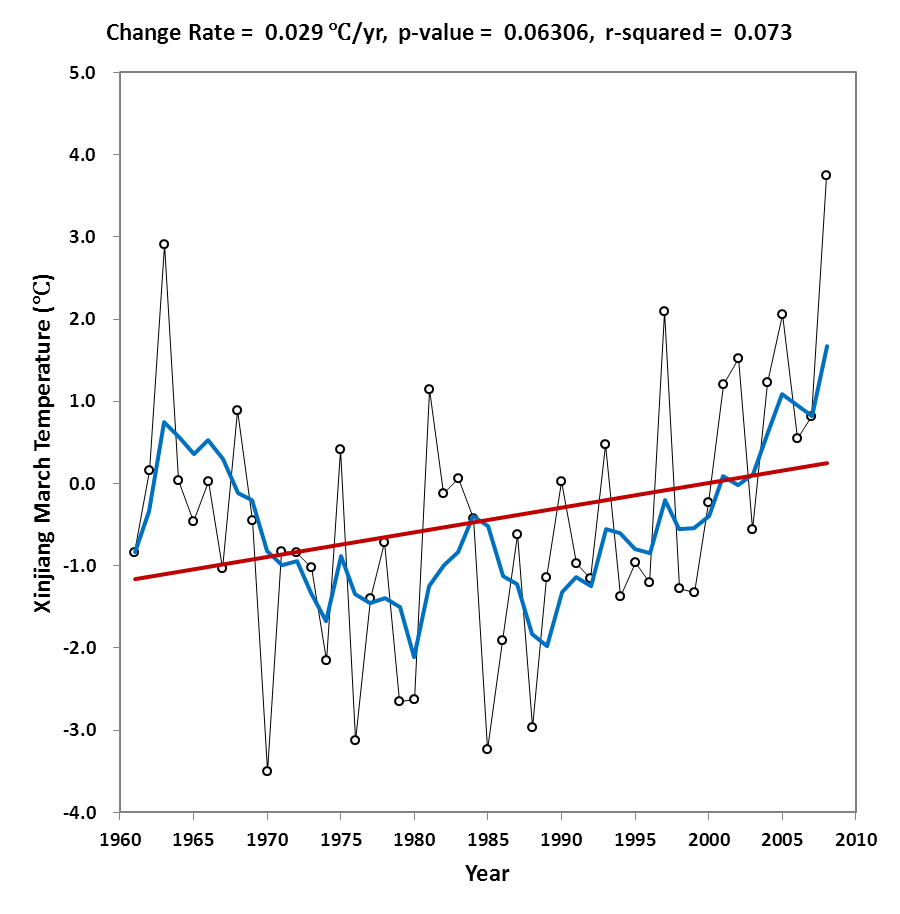 Change Rate = 0.029 ℃/yr, p-value = 0.06306, r-squared = 0.073
5.0
4.0
3.0
2.0
1.0
0.0
-1.0
-2.0
-3.0
-4.0
Xinjiang March Temperature (℃)
1960 1965 1970 1975 1980 1985 1990 1995 2000 2005 2010
Year